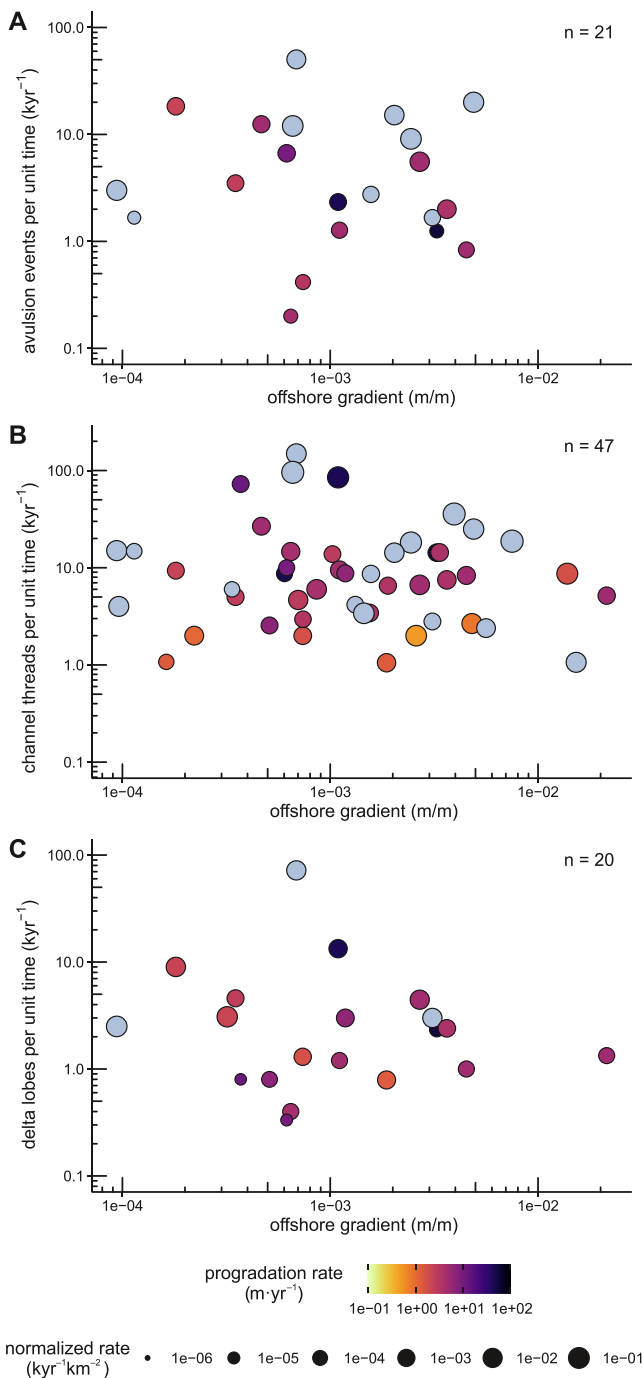 A
n = 21
100.0
10.0
1.0
0.1
avulsion events per unit time (kyr⁻¹)
1e−04
1e−03
1e−02
offshore gradient (m/m)
B
n = 47
100.0
10.0
1.0
0.1
channel threads per unit time (kyr⁻¹)
1e−04
1e−03
1e−02
offshore gradient (m/m)
C
n = 20
100.0
10.0
1.0
0.1
delta lobes per unit time (kyr⁻¹)
1e−04
1e−03
1e−02
offshore gradient (m/m)
progradation rate
(m·yr⁻¹)
1e−01 1e+00 1e+01 1e+02
normalized rate
(kyr⁻¹km⁻²)
1e−06 1e−05 1e−04 1e−03 1e−02 1e−01